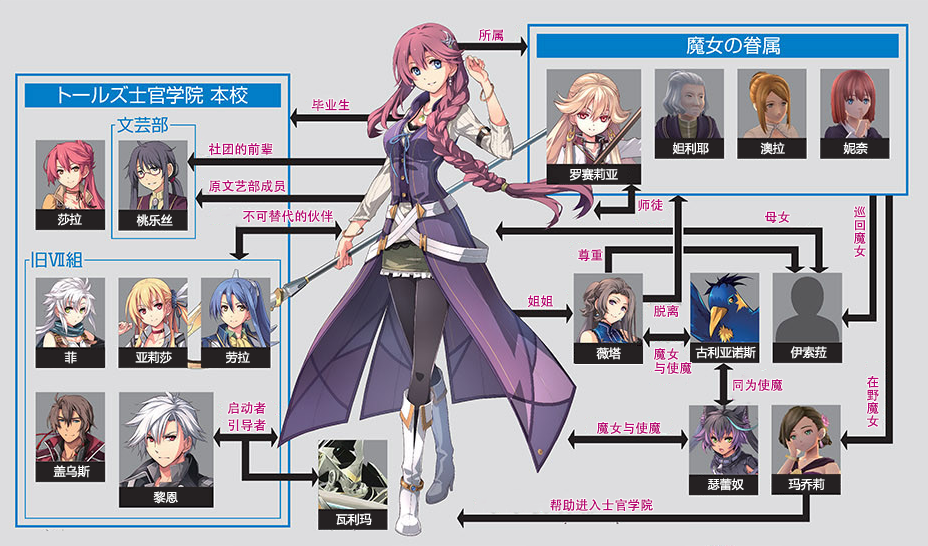 所属
魔女の眷属
トールズ士官学院 本校
毕业生
文芸部
社团的前辈
罗赛莉亚
妲利耶
澳拉
妮奈
原文艺部成员
莎拉
桃乐丝
师徒
不可替代的伙伴
母女
巡回魔女
旧Ⅶ組
尊重
姐姐
脱离
菲
亚莉莎
劳拉
薇塔
古利亚诺斯
伊索菈
魔女
与使魔
同为使魔
在野魔女
启动者
引导者
魔女与使魔
盖乌斯
黎恩
瑟蕾奴
玛乔莉
瓦利玛
帮助进入士官学院